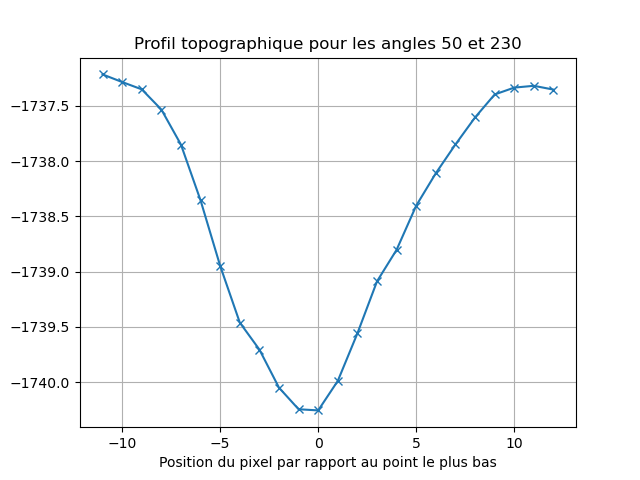 Profil topographique pour les angles 50 et 230
−1737.5
−1738.0
−1738.5
−1739.0
−1739.5
−1740.0
−10 −5 0 5 10
Position du pixel par rapport au point le plus bas